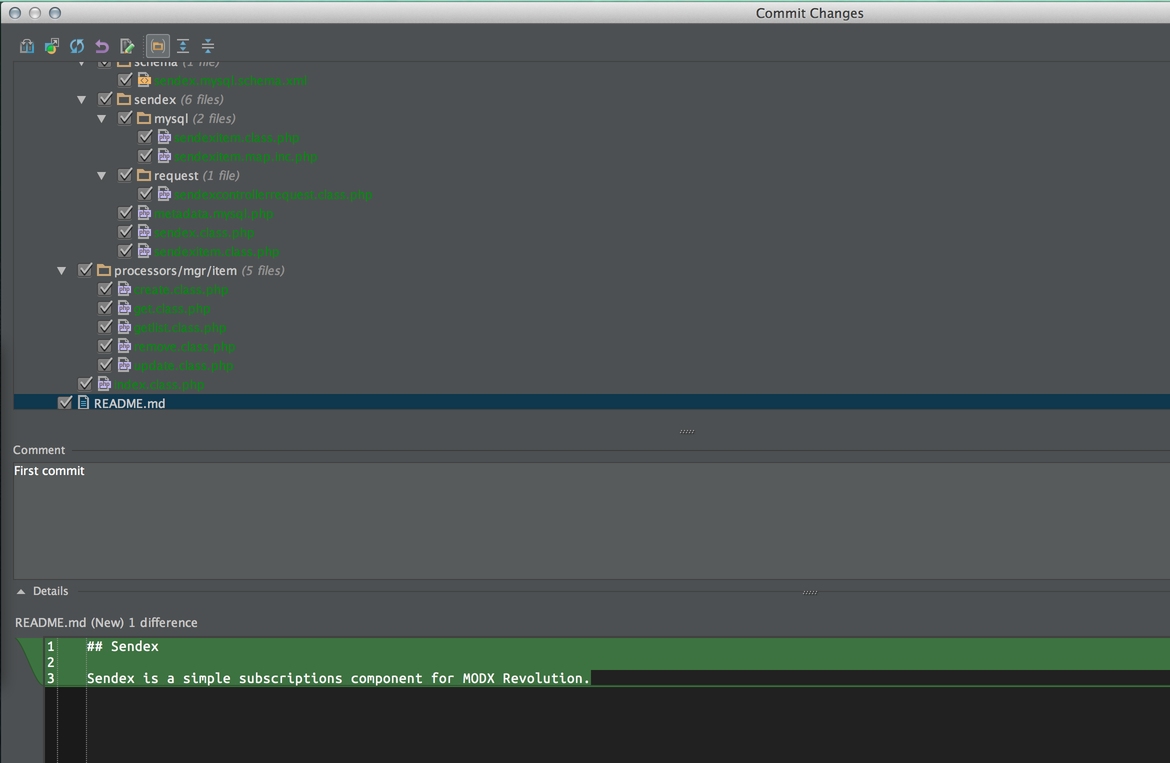 Commit Changes
schema (1 file)
sendex.mysql.schema.xml
sendex (6 files)
mysql (2 files)
sendexitem.class.php
sendexitem.map.inc.php
request (1 file)
sendexcontrollerrequest.class.php
metadata.mysql.php
sendex.class.php
sendexitem.class.php
processors/mgr/item (5 files)
create.class.php
get.class.php
getlist.class.php
remove.class.php
update.class.php
index.class.php
README.md
Comment
First commit
Details
README.md (New) 1 difference
1 ## Sendex
2
3 Sendex is a simple subscriptions component for MODX Revolution.